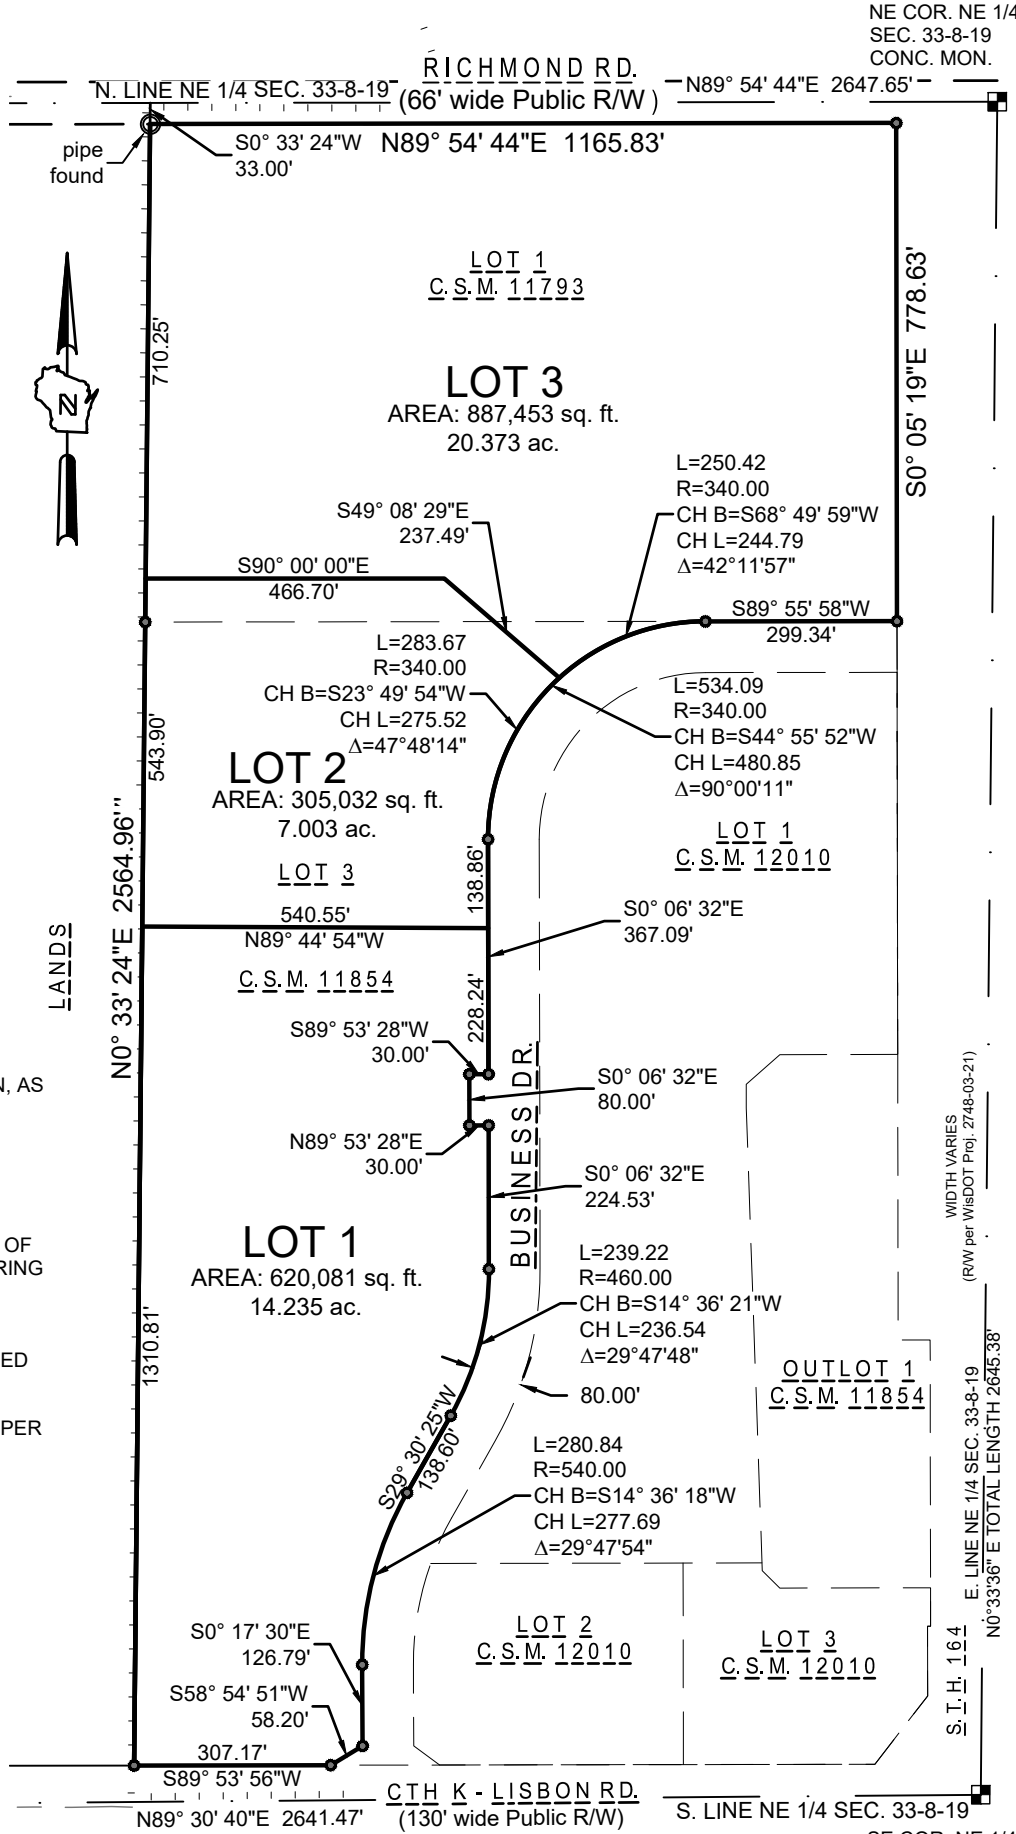 NE COR. NE 1/4
SEC. 33-8-19
CONC. MON.
RICHMOND RD.
(66' wide Public R/W)
N. LINE NE 1/4 SEC. 33-8-19
N89° 54' 44"E 2647.65'
pipe
found
S0° 33' 24"W
33.00'
N89° 54' 44"E 1165.83'
LOT 1
C.S.M. 11793
710.25'
S0° 05' 19"E 778.63'
N
LOT 3
AREA: 887,453 sq. ft.
20.373 ac.
L=250.42
R=340.00
CH B=S68° 49' 59"W
CH L=244.79
Δ=42°11'57"
S49° 08' 29"E
237.49'
S90° 00' 00"E
466.70'
S89° 55' 58"W
299.34'
L=283.67
R=340.00
CH B=S23° 49' 54"W
CH L=275.52
Δ=47°48'14"
L=534.09
R=340.00
CH B=S44° 55' 52"W
CH L=480.85
Δ=90°00'11"
543.90'
LOT 2
AREA: 305,032 sq. ft.
7.003 ac.
LOT 3
LOT 1
C.S.M. 12010
138.86'
N0° 33' 24"E 2564.96'"
540.55'
N89° 44' 54"W
S0° 06' 32"E
367.09'
LANDS
C.S.M. 11854
228.24'
S89° 53' 28"W
30.00'
N, AS
S0° 06' 32"E
80.00'
BUSINESS DR.
N89° 53' 28"E
30.00'
S0° 06' 32"E
224.53'
WIDTH VARIES
(R/W per WisDOT Proj. 2748-03-21)
OF
RING
LOT 1
AREA: 620,081 sq. ft.
14.235 ac.
L=239.22
R=460.00
CH B=S14° 36' 21"W
CH L=236.54
Δ=29°47'48"
1310.81'
ED
80.00'
OUTLOT 1
C.S.M. 11854
PER
S29° 30' 25"W
138.60'
L=280.84
R=540.00
CH B=S14° 36' 18"W
CH L=277.69
Δ=29°47'54"
E. LINE NE 1/4 SEC. 33-8-19
N0°33'36" E TOTAL LENGTH 2645.38'
S0° 17' 30"E
126.79'
LOT 2
C.S.M. 12010
LOT 3
C.S.M. 12010
S.T.H. 164
S58° 54' 51"W
58.20'
307.17'
S89° 53' 56"W
CTH K - LISBON RD.
(130' wide Public R/W)
N89° 30' 40"E 2641.47'
S. LINE NE 1/4 SEC. 33-8-19